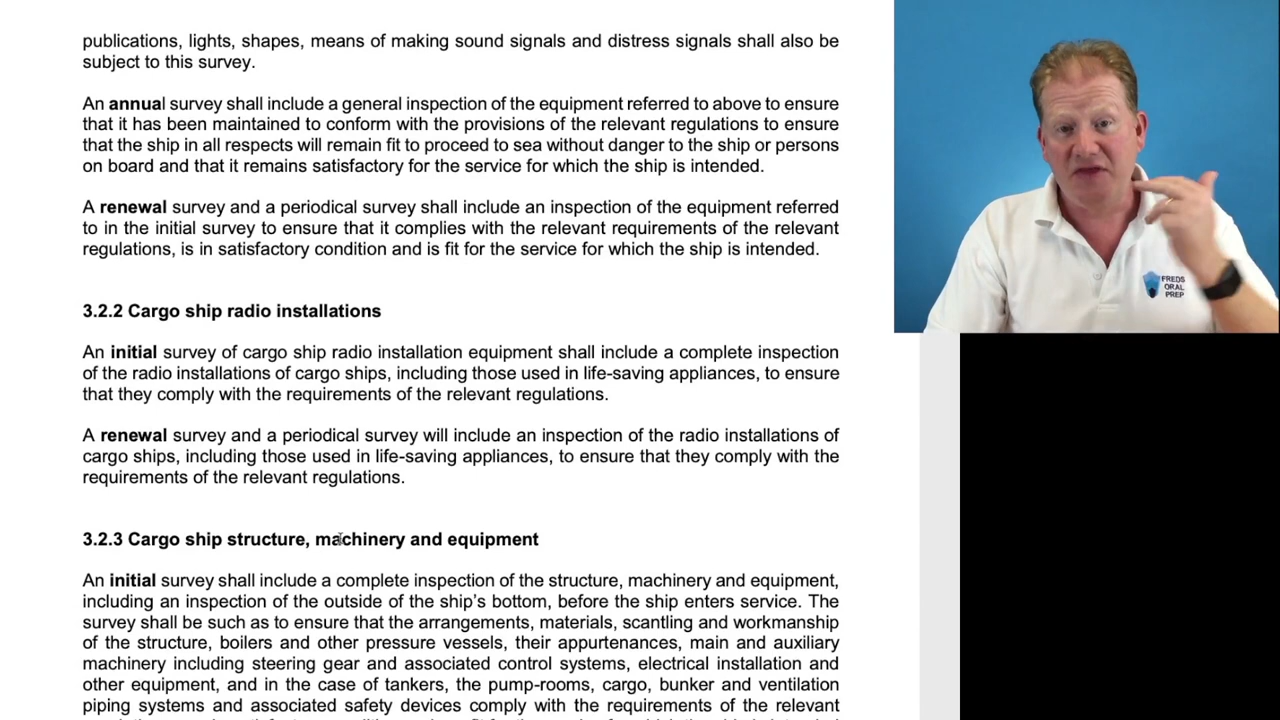 publications, lights, shapes, means of making sound signals and distress signals shall also be
subject to this survey.
An annual survey shall include a general inspection of the equipment referred to above to ensure
that it has been maintained to conform with the provisions of the relevant regulations to ensure
that the ship in all respects will remain fit to proceed to sea without danger to the ship or persons
on board and that it remains satisfactory for the service for which the ship is intended.
A renewal survey and a periodical survey shall include an inspection of the equipment referred
to in the initial survey to ensure that it complies with the relevant requirements of the relevant
regulations, is in satisfactory condition and is fit for the service for which the ship is intended.
3.2.2 Cargo ship radio installations
An initial survey of cargo ship radio installation equipment shall include a complete inspection
of the radio installations of cargo ships, including those used in life-saving appliances, to ensure
that they comply with the requirements of the relevant regulations.
A renewal survey and a periodical survey will include an inspection of the radio installations of
cargo ships, including those used in life-saving appliances, to ensure that they comply with the
requirements of the relevant regulations.
3.2.3 Cargo ship structure, machinery and equipment
An initial survey shall include a complete inspection of the structure, machinery and equipment,
including an inspection of the outside of the ship's bottom, before the ship enters service. The
survey shall be such as to ensure that the arrangements, materials, scantling and workmanship
of the structure, boilers and other pressure vessels, their appurtenances, main and auxiliary
machinery including steering gear and associated control systems, electrical installation and
other equipment, and in the case of tankers, the pump-rooms, cargo, bunker and ventilation
piping systems and associated safety devices comply with the requirements of the relevant
FREDS
ORAL
PREP